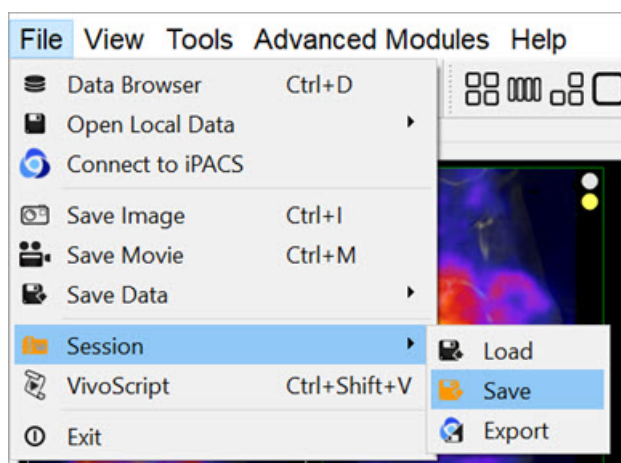 File View Tools Advanced Modules Help
Data Browser Ctrl+D
Open Local Data
Connect to iPACS
Save Image Ctrl+I
Save Movie Ctrl+M
Save Data
Session
Load
VivoScript Ctrl+Shift+V
Save
Exit
Export